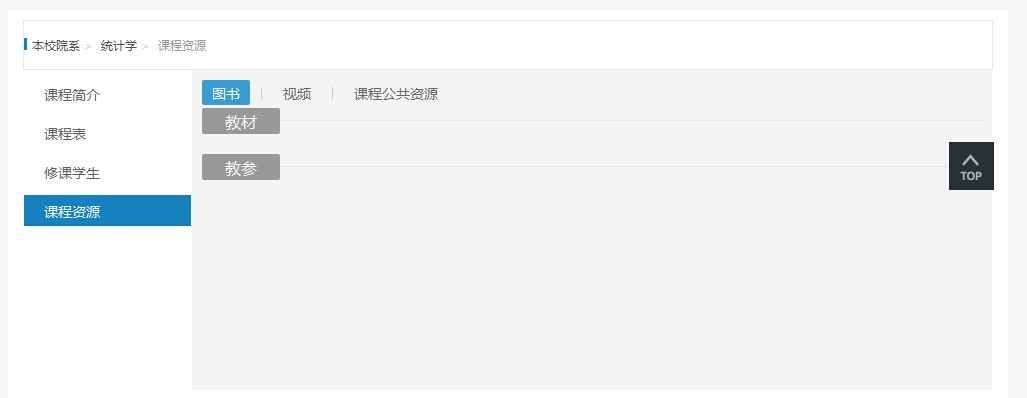 本校院系 > 统计学 > 课程资源
课程简介
课程表
修课学生
课程资源
图书 | 视频 | 课程公共资源
教材
教参
TOP